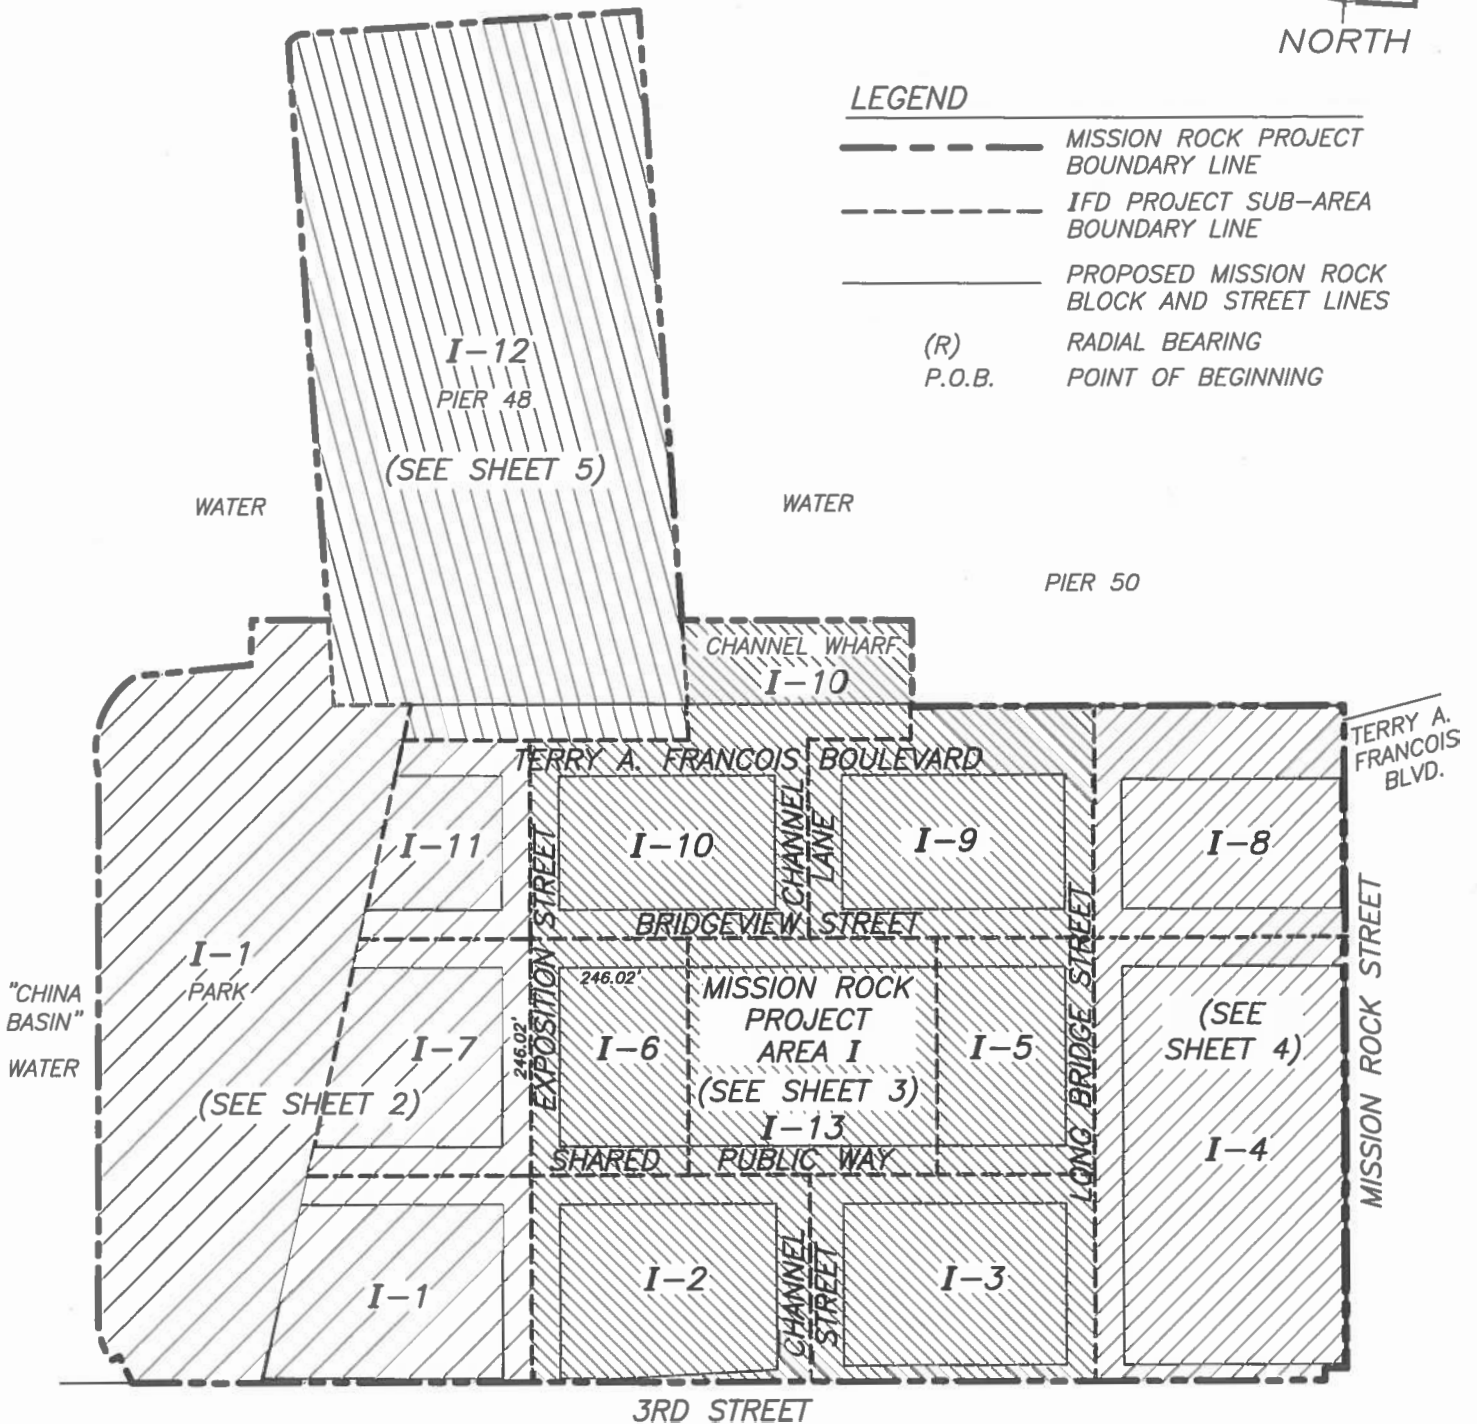 NORTH
LEGEND
MISSION ROCK PROJECT
BOUNDARY LINE
IFD PROJECT SUB-AREA
BOUNDARY LINE
PROPOSED MISSION ROCK
BLOCK AND STREET LINES
(R) RADIAL BEARING
P.O.B. POINT OF BEGINNING
I-12
PIER 48
(SEE SHEET 5)
WATER
WATER
PIER 50
CHANNEL WHARF
I-10
TERRY A.
FRANCOIS
BLVD.
TERRY A. FRANCOIS BOULEVARD
I-11
EXPOSITION STREET
I-10
CHANNEL
LANE
I-9
I-8
BRIDGEVIEW STREET
LONG BRIDGE STREET
MISSION ROCK STREET
I-1
PARK
"CHINA
BASIN"
WATER
246.02'
246.02'
MISSION ROCK
PROJECT
AREA I
(SEE SHEET 3)
I-13
I-7
I-6
I-5
(SEE
SHEET 4)
(SEE SHEET 2)
I-4
SHARED PUBLIC WAY
I-1
I-2
CHANNEL
STREET
I-3
3RD STREET